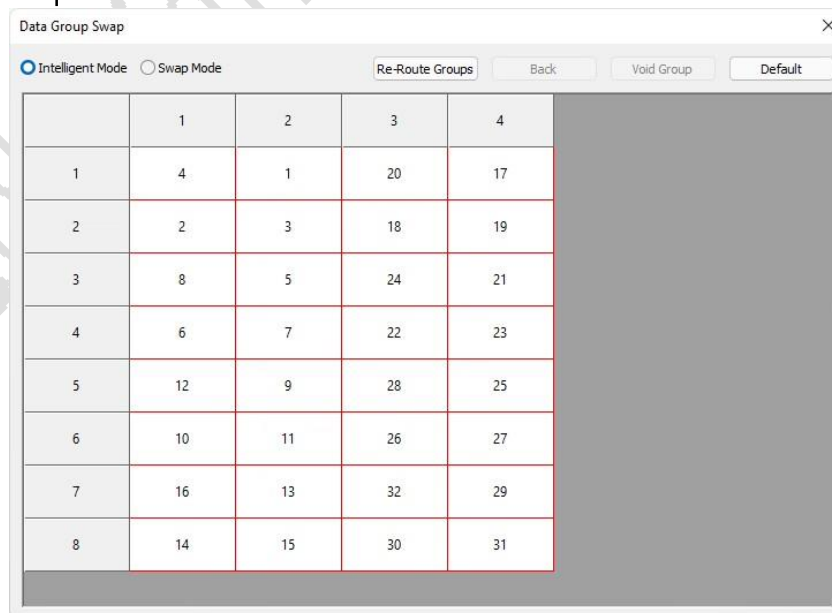 Data Group Swap
Intelligent Mode Swap Mode Re-Route Groups Back Void Group Default
1 2 3 4
1 4 1 20 17
2 2 3 18 19
3 8 5 24 21
4 6 7 22 23
5 12 9 28 25
6 10 11 26 27
7 16 13 32 29
8 14 15 30 31